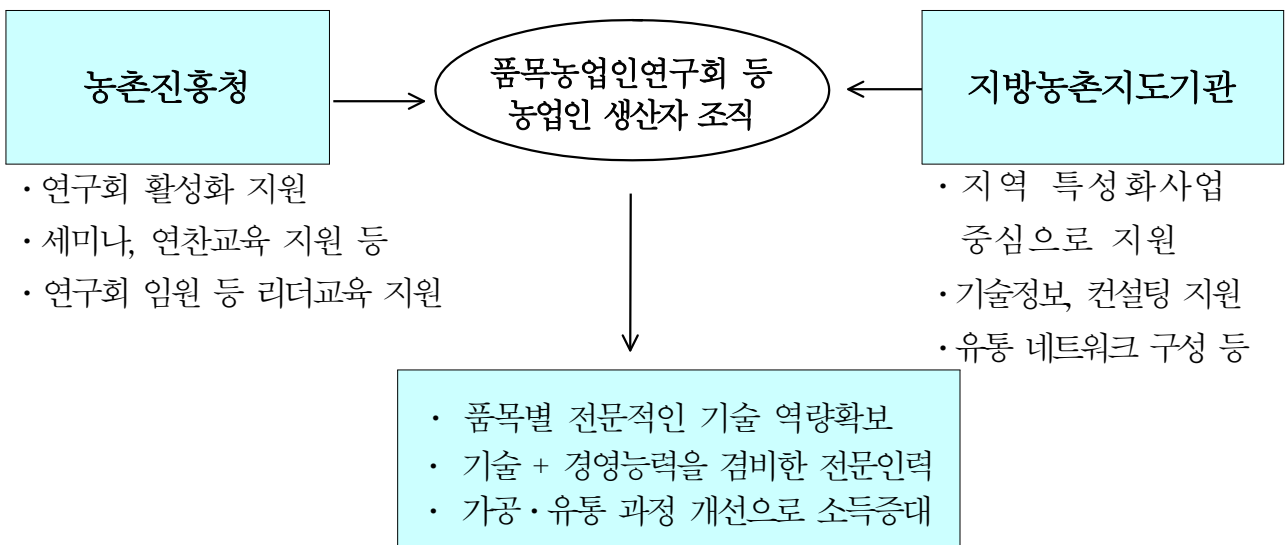 농촌진흥청
· 연구회 활성화 지원
· 세미나, 연찬교육 지원 등
· 연구회 임원 등 리더교육 지원
품목농업인연구회 등
농업인 생산자 조직
지방농촌지도기관
· 지역 특성화사업
중심으로 지원
· 기술정보, 컨설팅 지원
· 유통 네트워크 구성 등
· 품목별 전문적인 기술 역량확보
· 기술 + 경영능력을 겸비한 전문인력
· 가공·유통 과정 개선으로 소득증대